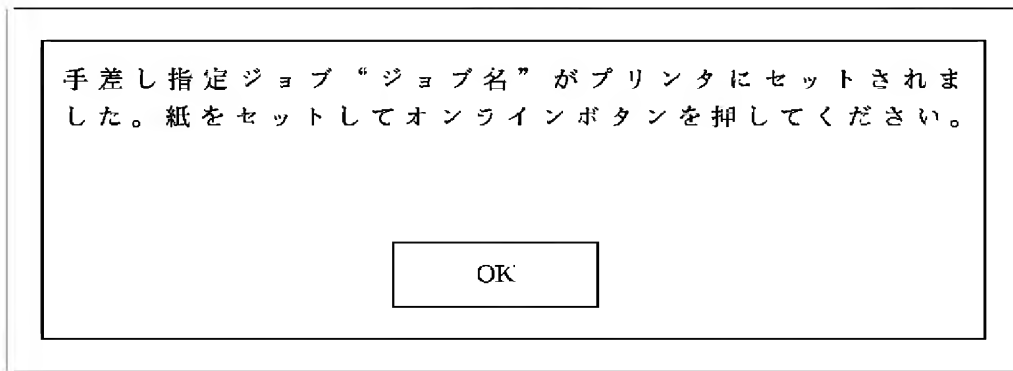 手差し指定ジョブ“ジョブ名”がプリンタにセットされま
した。紙をセットしてオンラインボタンを押してください。
OK